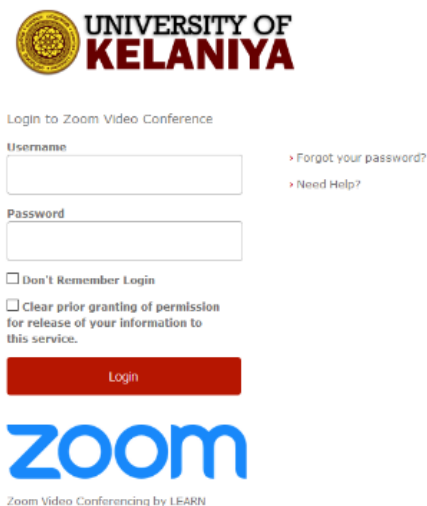 UNIVERSITY OF
KELANIYA
Login to Zoom Video Conference
Username
› Forgot your password?
› Need Help?
Password
Don't Remember Login
Clear prior granting of permission
for release of your information to
this service.
Login
zoom
Zoom Video Conferencing by LEARN